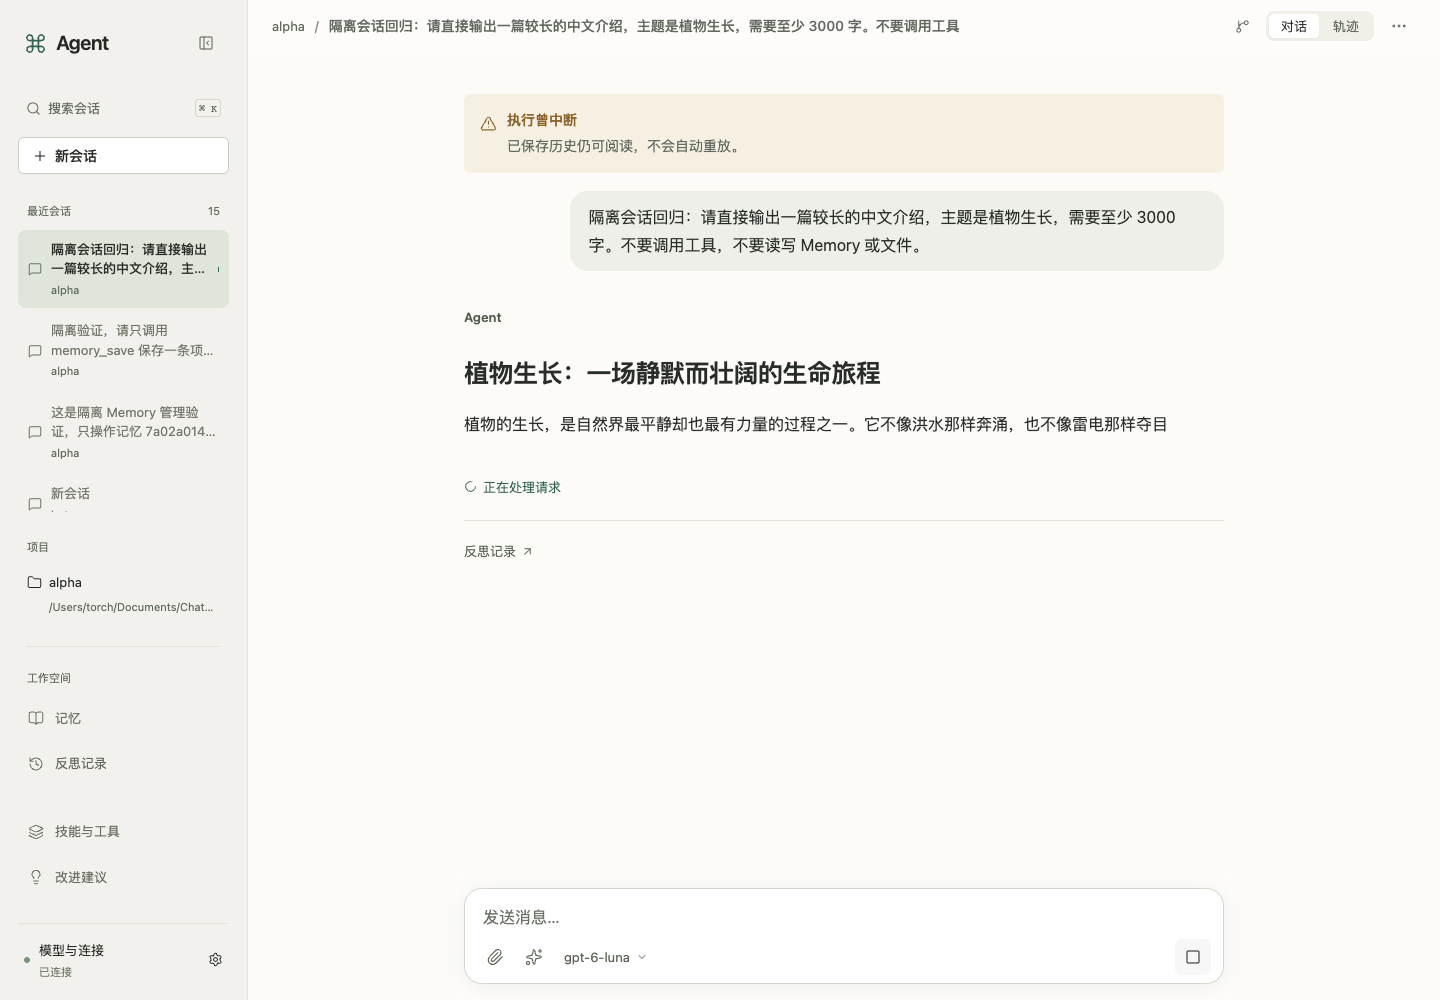 Agent
搜索会话
⌘ K
新会话
最近会话 15
隔离会话回归：请直接输出
一篇较长的中文介绍，主...
alpha
隔离验证，请只调用
memory_save 保存一条项...
alpha
这是隔离 Memory 管理验
证，只操作记忆 7a02a014...
alpha
新会话
项目
alpha
/Users/torch/Documents/Chat...
工作空间
记忆
反思记录
技能与工具
改进建议
模型与连接
已连接
alpha / 隔离会话回归：请直接输出一篇较长的中文介绍，主题是植物生长，需要至少 3000 字。不要调用工具
对话 轨迹
执行曾中断
已保存历史仍可阅读，不会自动重放。
隔离会话回归：请直接输出一篇较长的中文介绍，主题是植物生长，需要至少 3000
字。不要调用工具，不要读写 Memory 或文件。
Agent
植物生长：一场静默而壮阔的生命旅程
植物的生长，是自然界最平静却也最有力量的过程之一。它不像洪水那样奔涌，也不像雷电那样夺目
正在处理请求
反思记录
发送消息...
gpt-6-luna